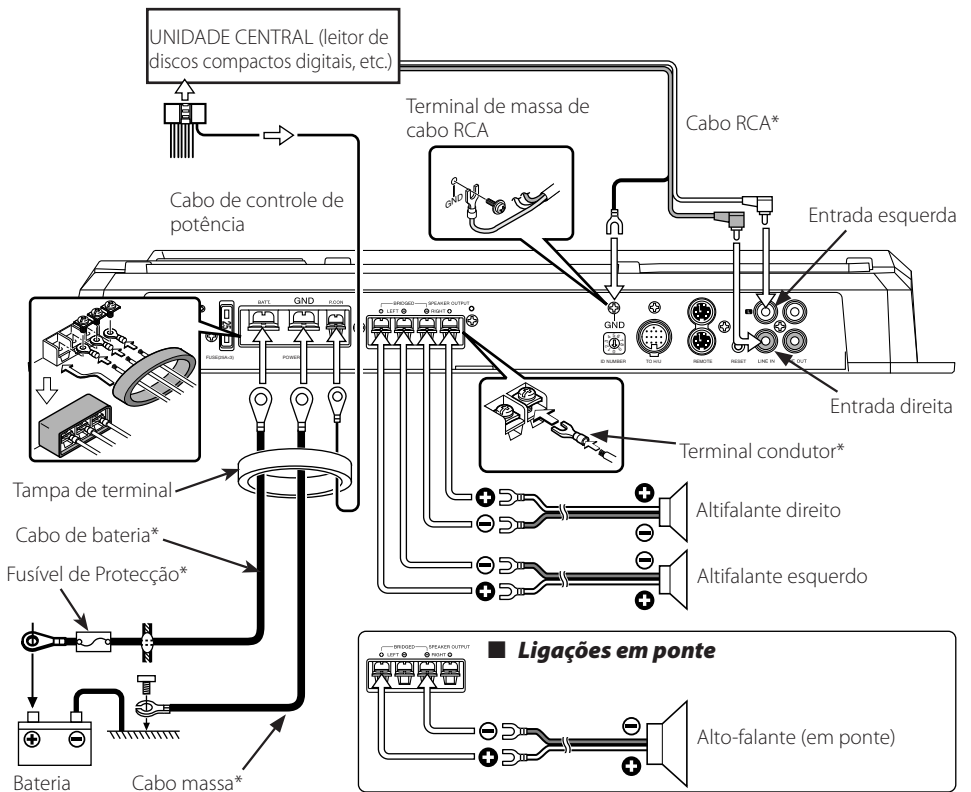 UNIDADE CENTRAL (leitor de
discos compactos digitais, etc.)
Terminal de massa de
cabo RCA
Cabo RCA*
GND
Cabo de controle de
potência
Entrada esquerda
BATT.
GND
P.CON
BRIDGED
SPEAKER OUTPUT
LEFT
RIGHT
GND
POWER
ID NUMBER
TO H/U
REMOTE
RESET
LINE IN
OUT
Entrada direita
Terminal condutor*
Tampa de terminal
Altifalante direito
Cabo de bateria*
Fusível de Protecção*
Altifalante esquerdo
BRIDGED
SPEAKER OUTPUT
LEFT
RIGHT
■ Ligações em ponte
Alto-falante (em ponte)
Bateria
Cabo massa*